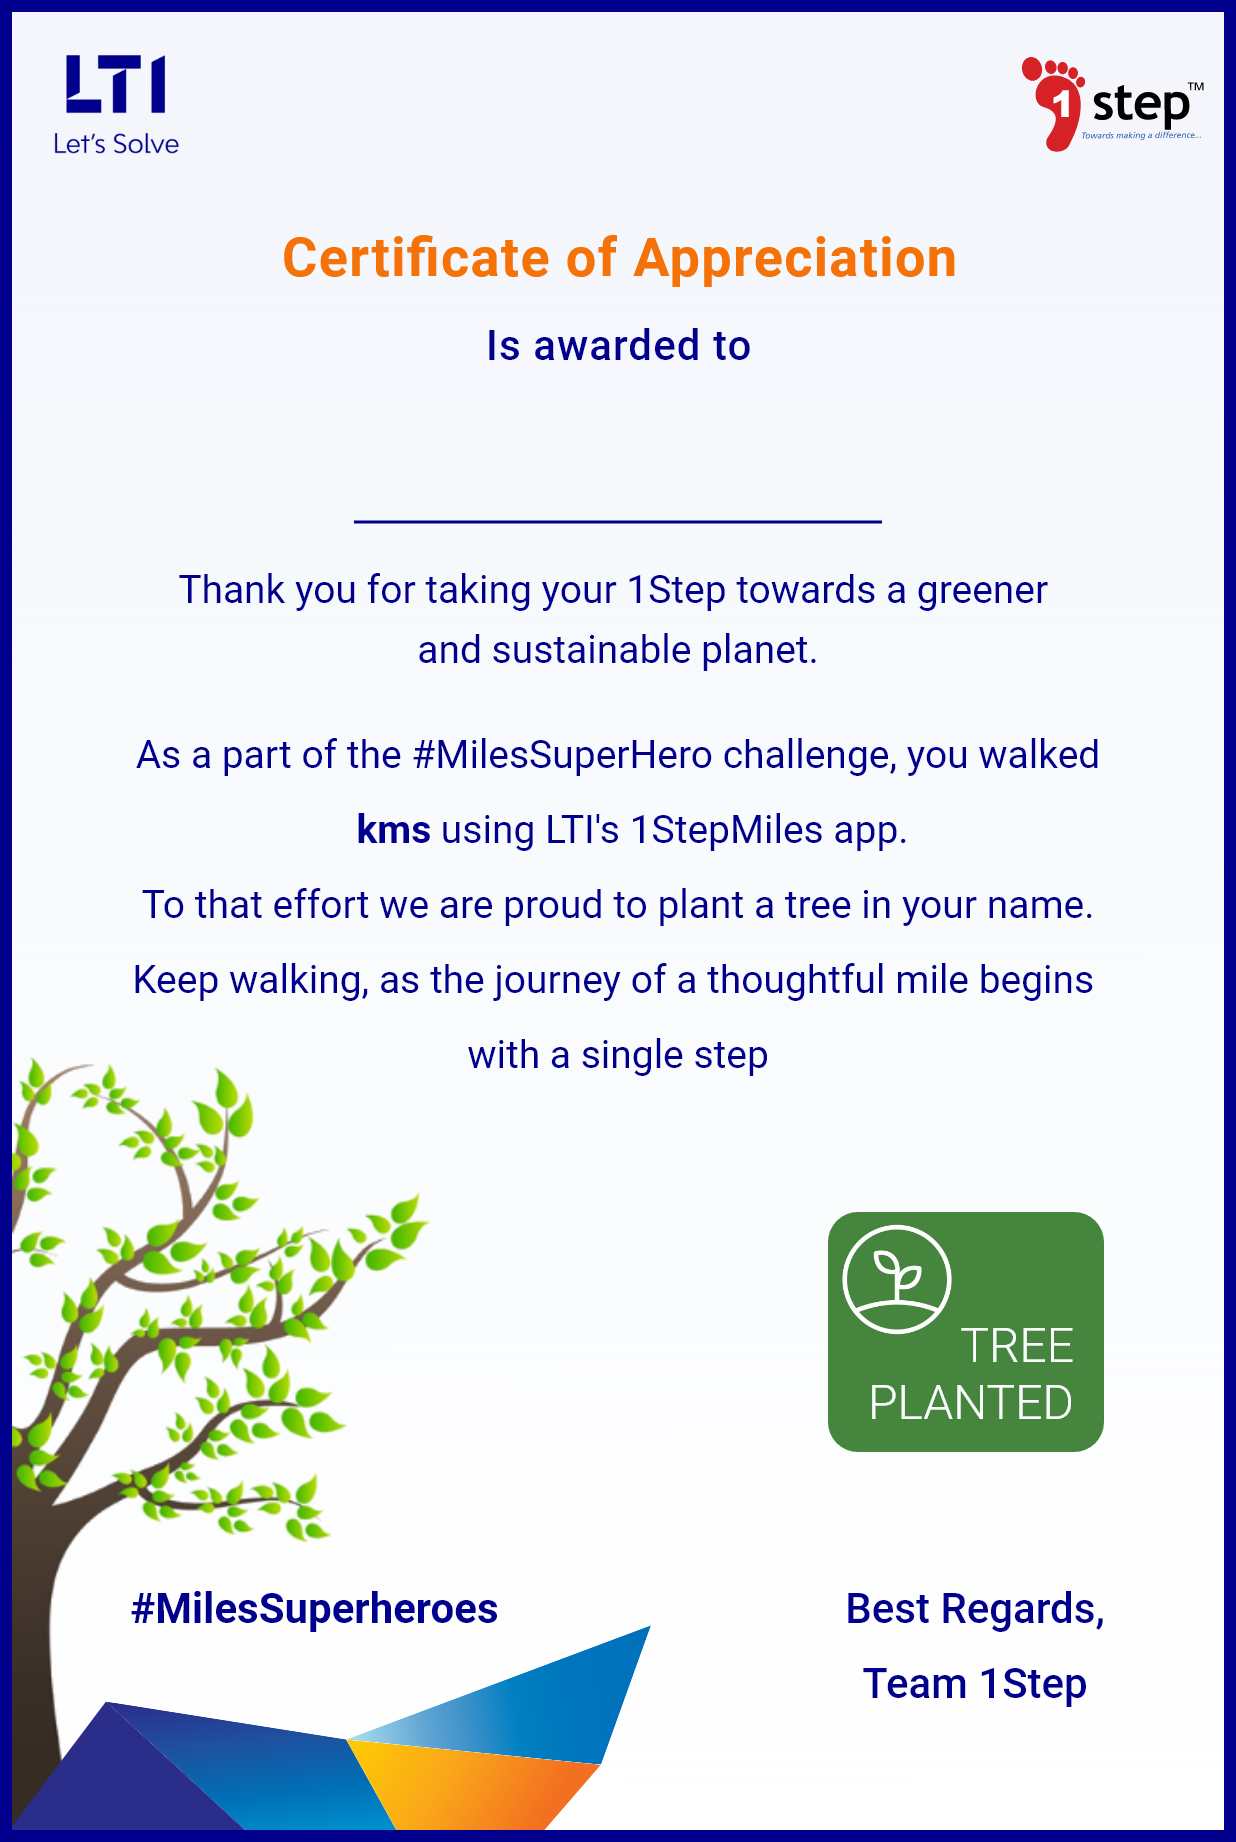 LTI
Let's Solve
1 step™
Towards making a difference...
Certificate of Appreciation
Is awarded to
Thank you for taking your 1Step towards a greener
and sustainable planet.
As a part of the #MilesSuperHero challenge, you walked
kms using LTI's 1StepMiles app.
To that effort we are proud to plant a tree in your name.
Keep walking, as the journey of a thoughtful mile begins
with a single step
TREE
PLANTED
#MilesSuperheroes
Best Regards,
Team 1Step